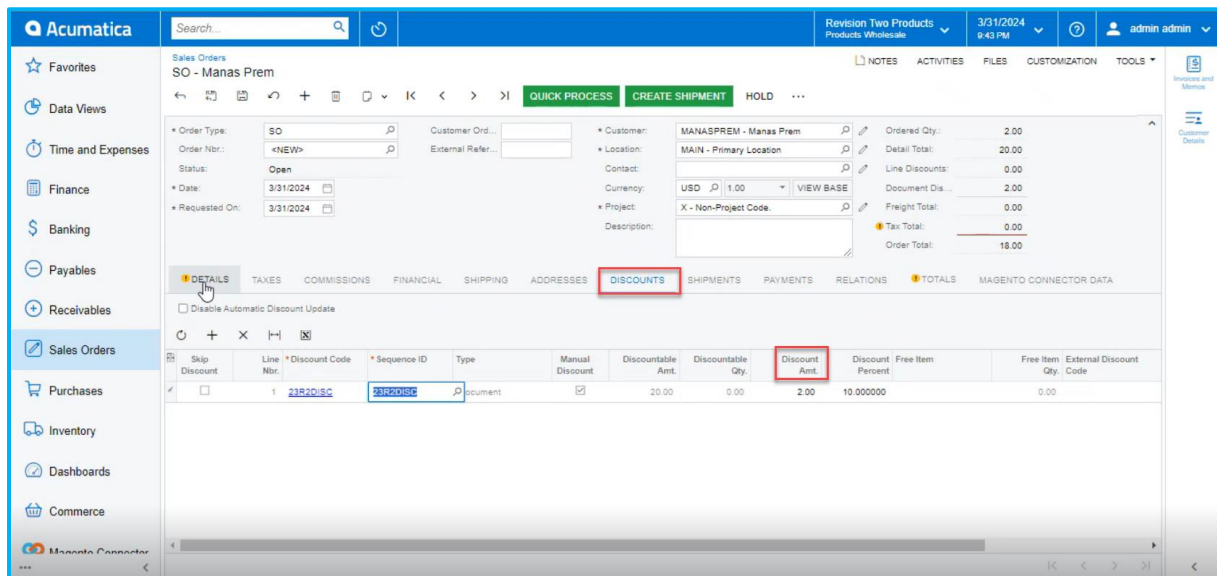 Acumatica
Search...
Revision Two Products
Products Wholesale
3/31/2024
9:43 PM
admin admin
Favorites
Data Views
Time and Expenses
Finance
Banking
Payables
Receivables
Sales Orders
Purchases
Inventory
Dashboards
Commerce
Magento Connector
Sales Orders
SO - Manas Prem
NOTES ACTIVITIES FILES CUSTOMIZATION TOOLS
QUICK PROCESS CREATE SHIPMENT HOLD ...
* Order Type: SO
Order Nbr.: <NEW>
Status: Open
* Date: 3/31/2024
* Requested On: 3/31/2024
Customer Ord...
External Refer...
* Customer: MANASPREM - Manas Prem
* Location: MAIN - Primary Location
Contact:
Currency: USD 1.00 VIEW BASE
* Project: X - Non-Project Code.
Description:
Ordered Qty.: 2.00
Detail Total: 20.00
Line Discounts: 0.00
Document Dis... 2.00
Freight Total: 0.00
Tax Total: 0.00
Order Total: 18.00
DETAILS TAXES COMMISSIONS FINANCIAL SHIPPING ADDRESSES DISCOUNTS SHIPMENTS PAYMENTS RELATIONS TOTALS MAGENTO CONNECTOR DATA
Disable Automatic Discount Update
Skip Discount Line Nbr. * Discount Code * Sequence ID Type Manual Discount Discountable Amt. Discountable Qty. Discount Amt. Discount Percent Free Item Free Item Qty. External Discount Code
1 23R2DISC 23R2DISC ocument 20.00 0.00 2.00 10.000000 0.00
Invoices and Memos
Customer Details